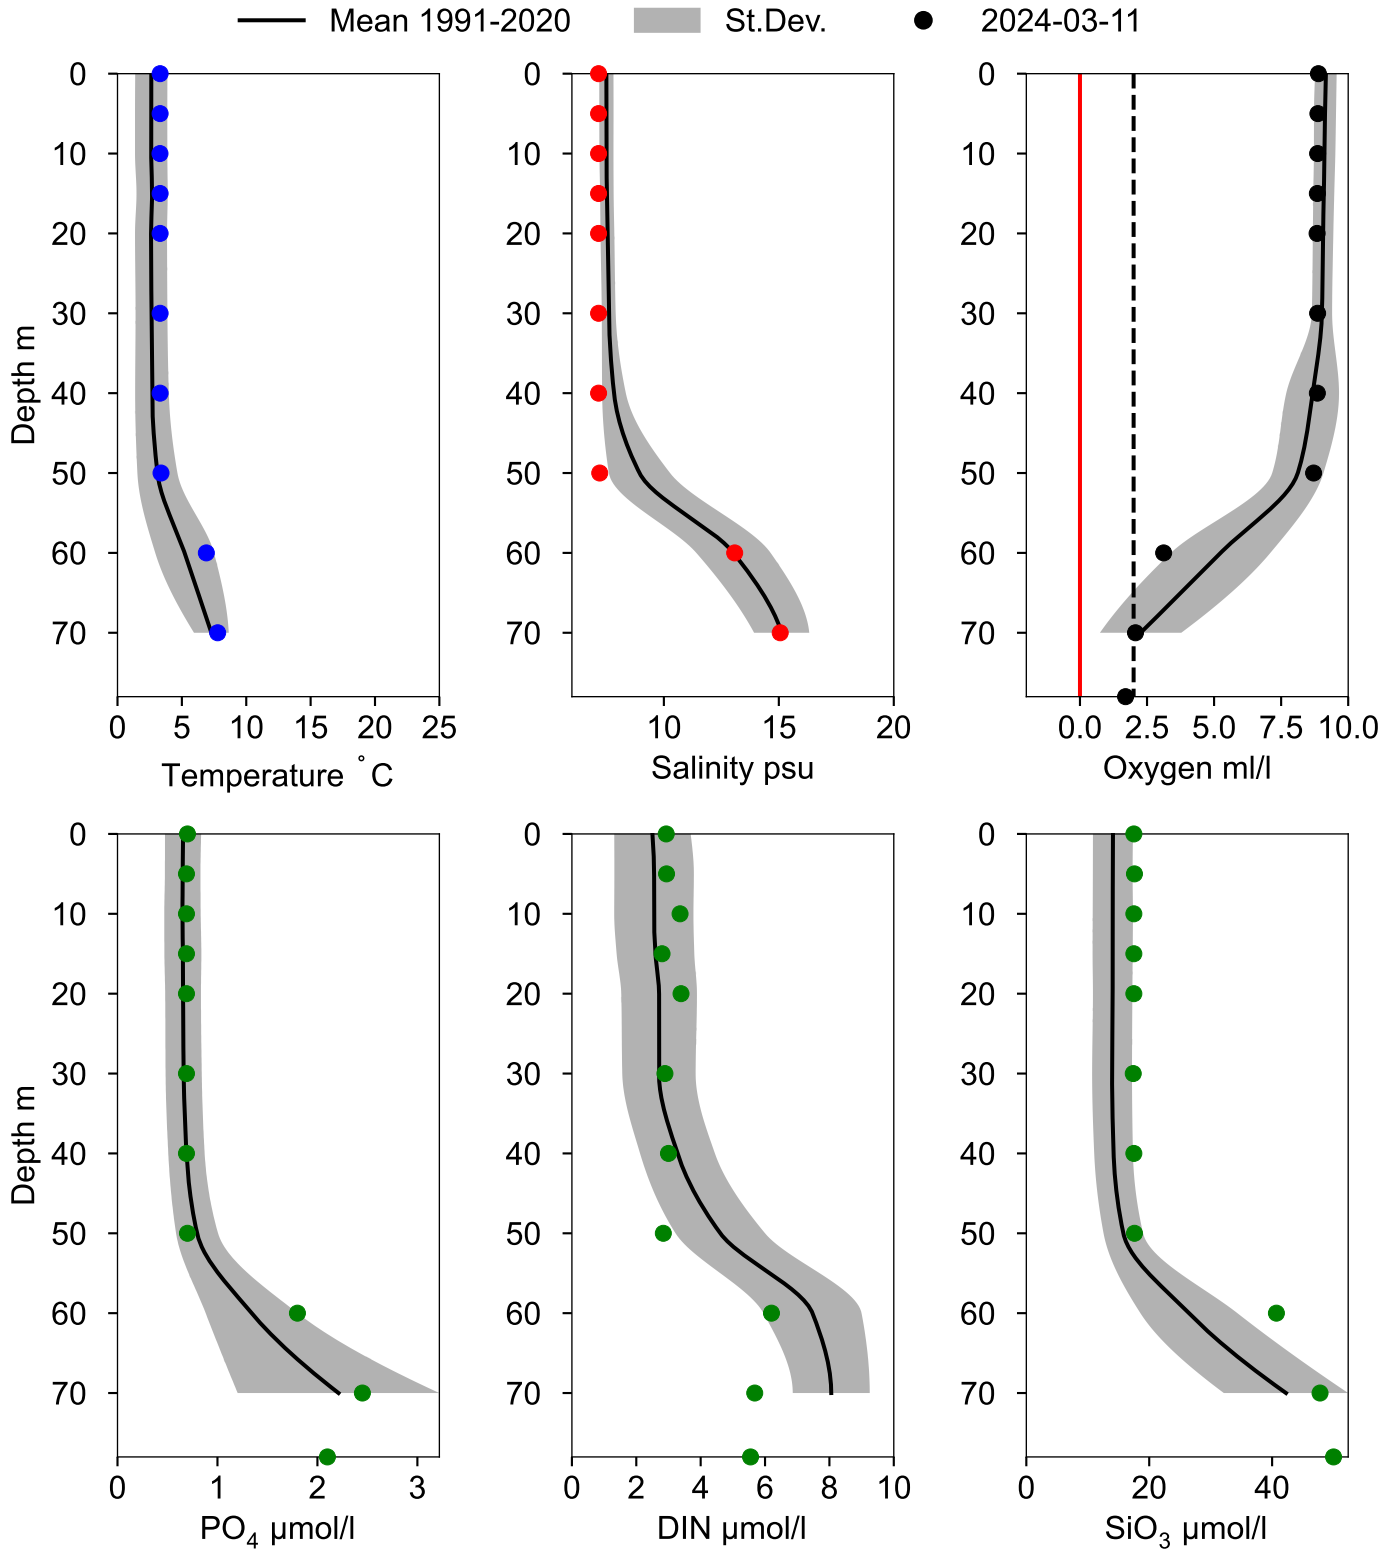 Mean 1991-2020 St.Dev. 2024-03-11
0 0 0
10 10 10
20 20 20
30 30 30
40 40 40
50 50 50
60 60 60
70 70 70
Depth m
0 5 10 15 20 25 10 15 20 0.0 2.5 5.0 7.5 10.0
Temperature °C Salinity psu Oxygen ml/l
0 0 0
10 10 10
20 20 20
30 30 30
40 40 40
50 50 50
60 60 60
70 70 70
Depth m
0 1 2 3 0 2 4 6 8 10 0 20 40
PO₄ µmol/l DIN µmol/l SiO₃ µmol/l